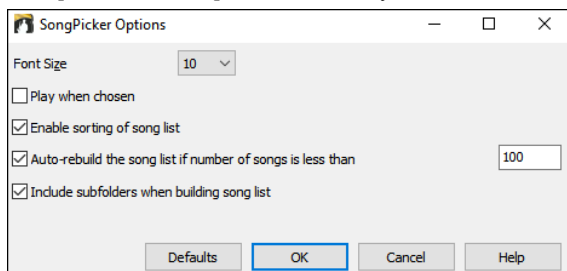 SongPicker Options
Font Size 10
Play when chosen
Enable sorting of song list
Auto-rebuild the song list if number of songs is less than 100
Include subfolders when building song list
Defaults OK Cancel Help